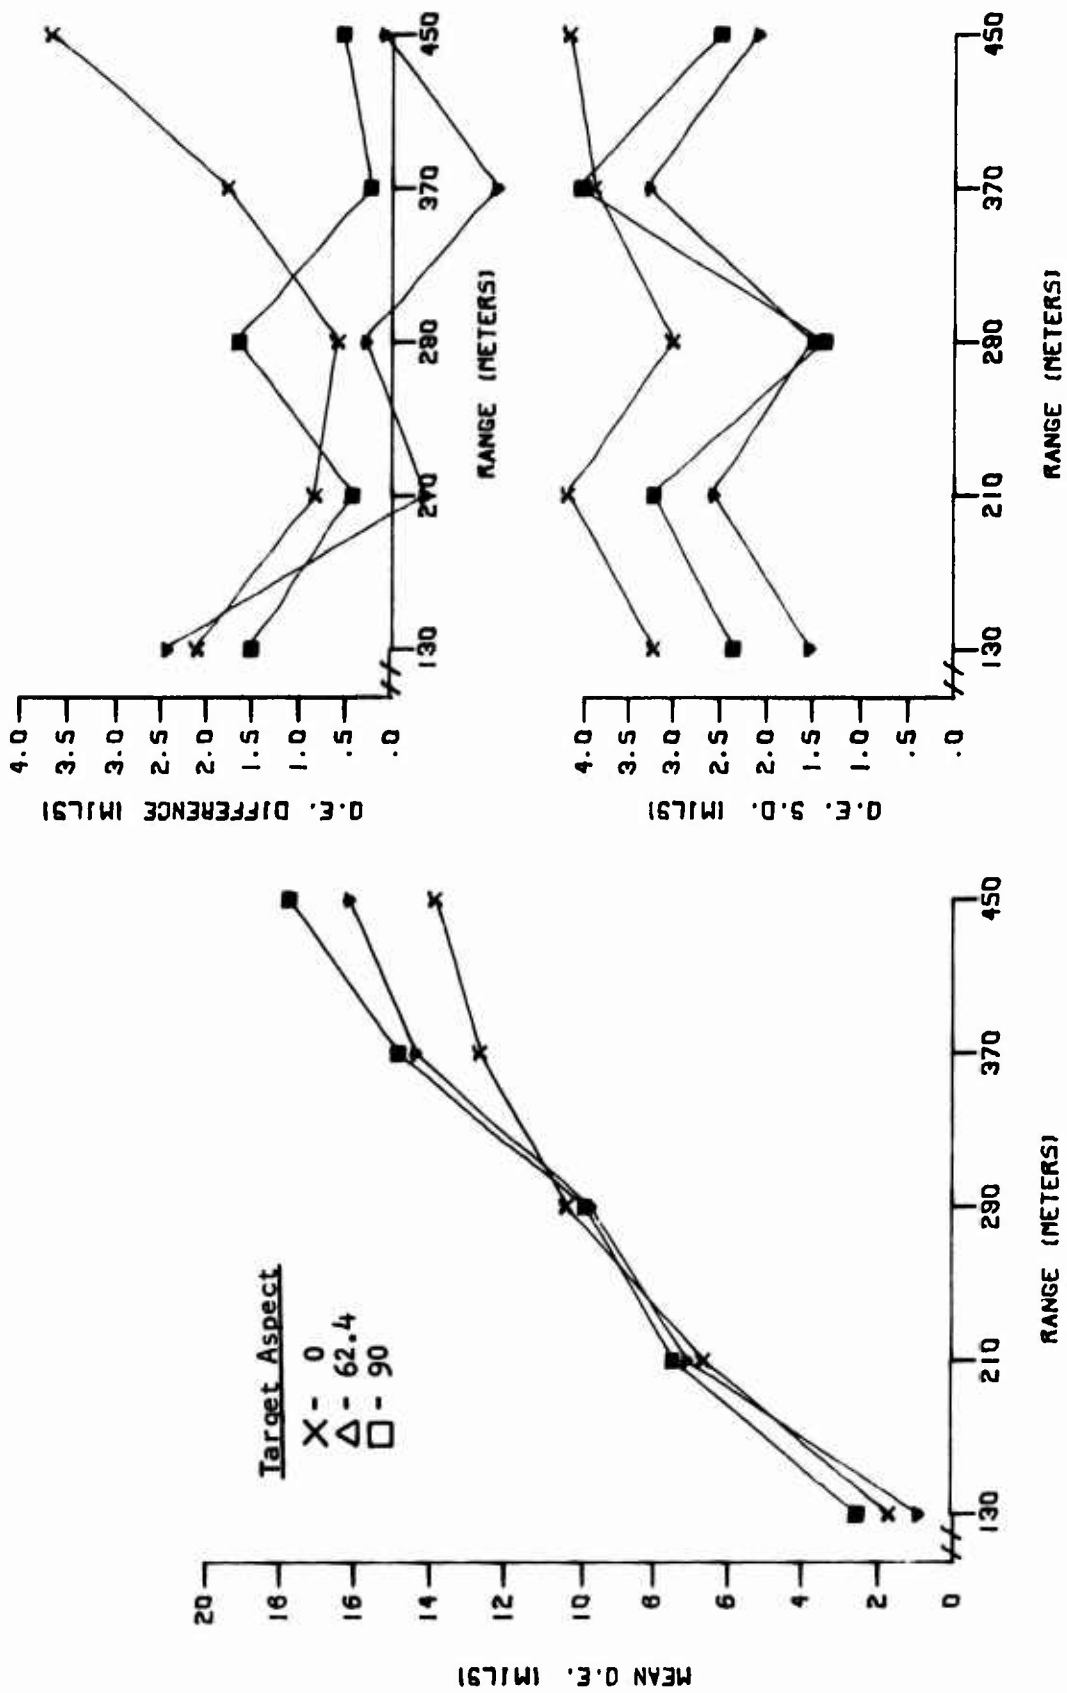 MEAN Q.E. (MILS)
20
18
16
14
12
10
8
6
4
2
0
Target Aspect
X - 0
△ - 62.4
□ - 90
130 210 290 370 450
RANGE (METERS)
Q.E. DIFFERENCE (MILS)
4.0
3.5
3.0
2.5
2.0
1.5
1.0
.5
.0
130 210 290 370 450
RANGE (METERS)
Q.E. S.D. (MILS)
4.0
3.5
3.0
2.5
2.0
1.5
1.0
.5
.0
130 210 290 370 450
RANGE (METERS)